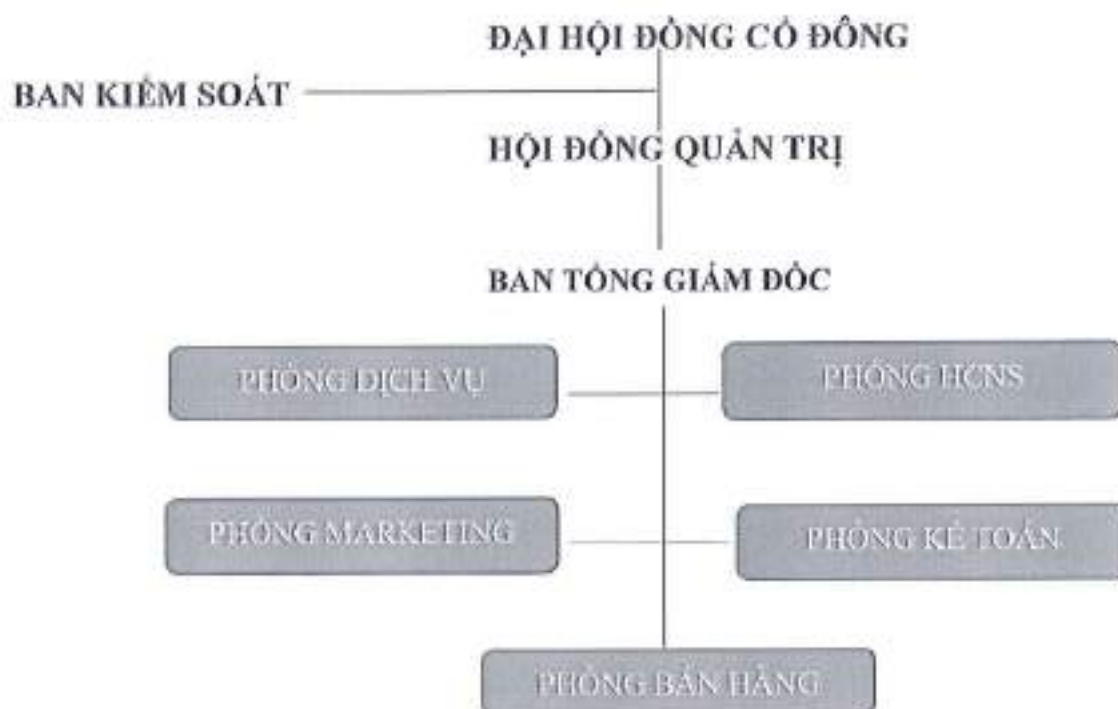 ĐẠI HỘI ĐỒNG CỔ ĐÔNG
BAN KIỂM SOÁT
HỘI ĐỒNG QUẢN TRỊ
BAN TỔNG GIÁM ĐỐC
PHÒNG DỊCH VỤ
PHÒNG HCNS
PHÒNG MARKETING
PHÒNG KẾ TOÁN
PHÒNG BÁN HÀNG